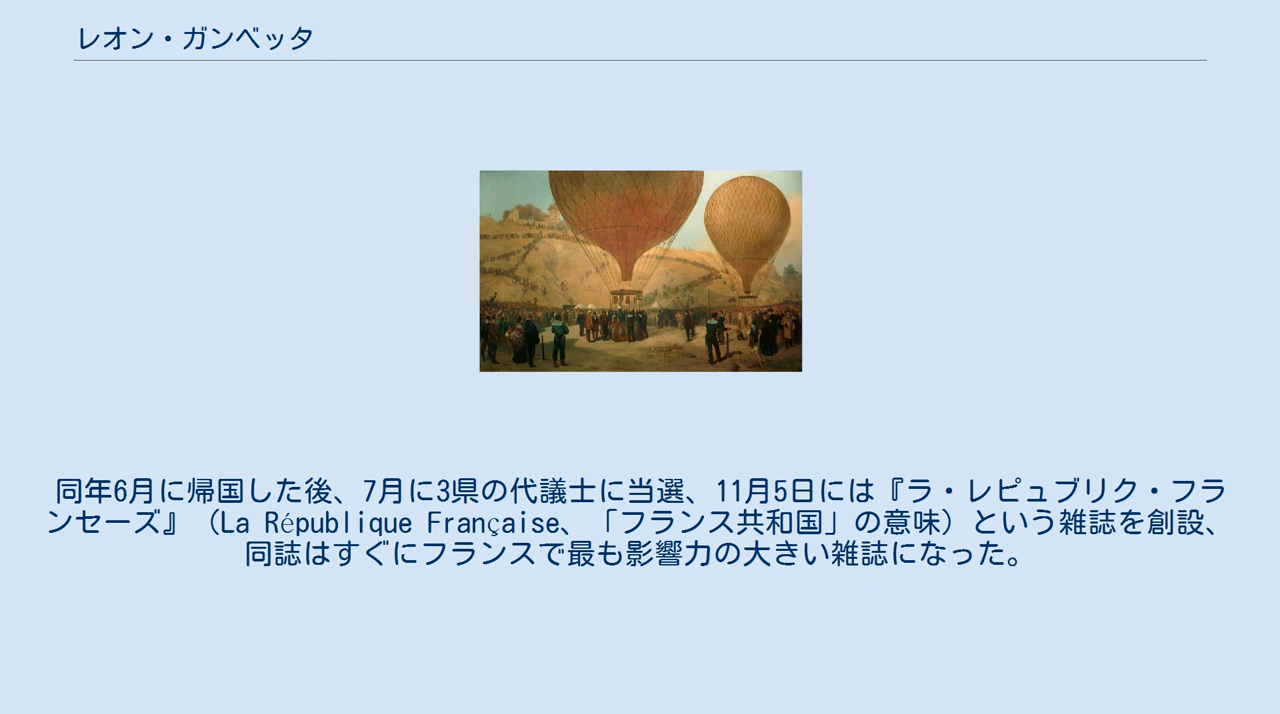 レオン・ガンベッタ
同年6月に帰国した後、7月に3県の代議士に当選、11月5日には『ラ・レピュブリク・フラ
ンセーズ』（La République Française、「フランス共和国」の意味）という雑誌を創設、
同誌はすぐにフランスで最も影響力の大きい雑誌になった。